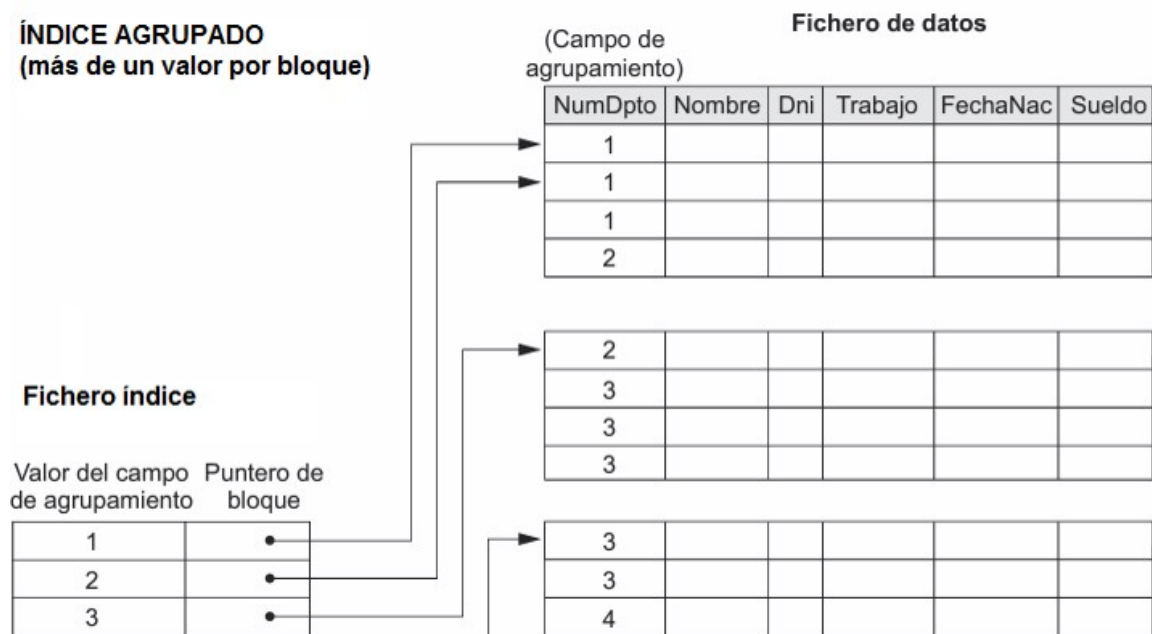 ÍNDICE AGRUPADO
(más de un valor por bloque)
Fichero de datos
(Campo de
agrupamiento)
NumDpto Nombre Dni Trabajo FechaNac Sueldo
1
1
1
2
2
3
3
3
3
3
4
Fichero índice
Valor del campo Puntero de
de agrupamiento bloque
1
2
3